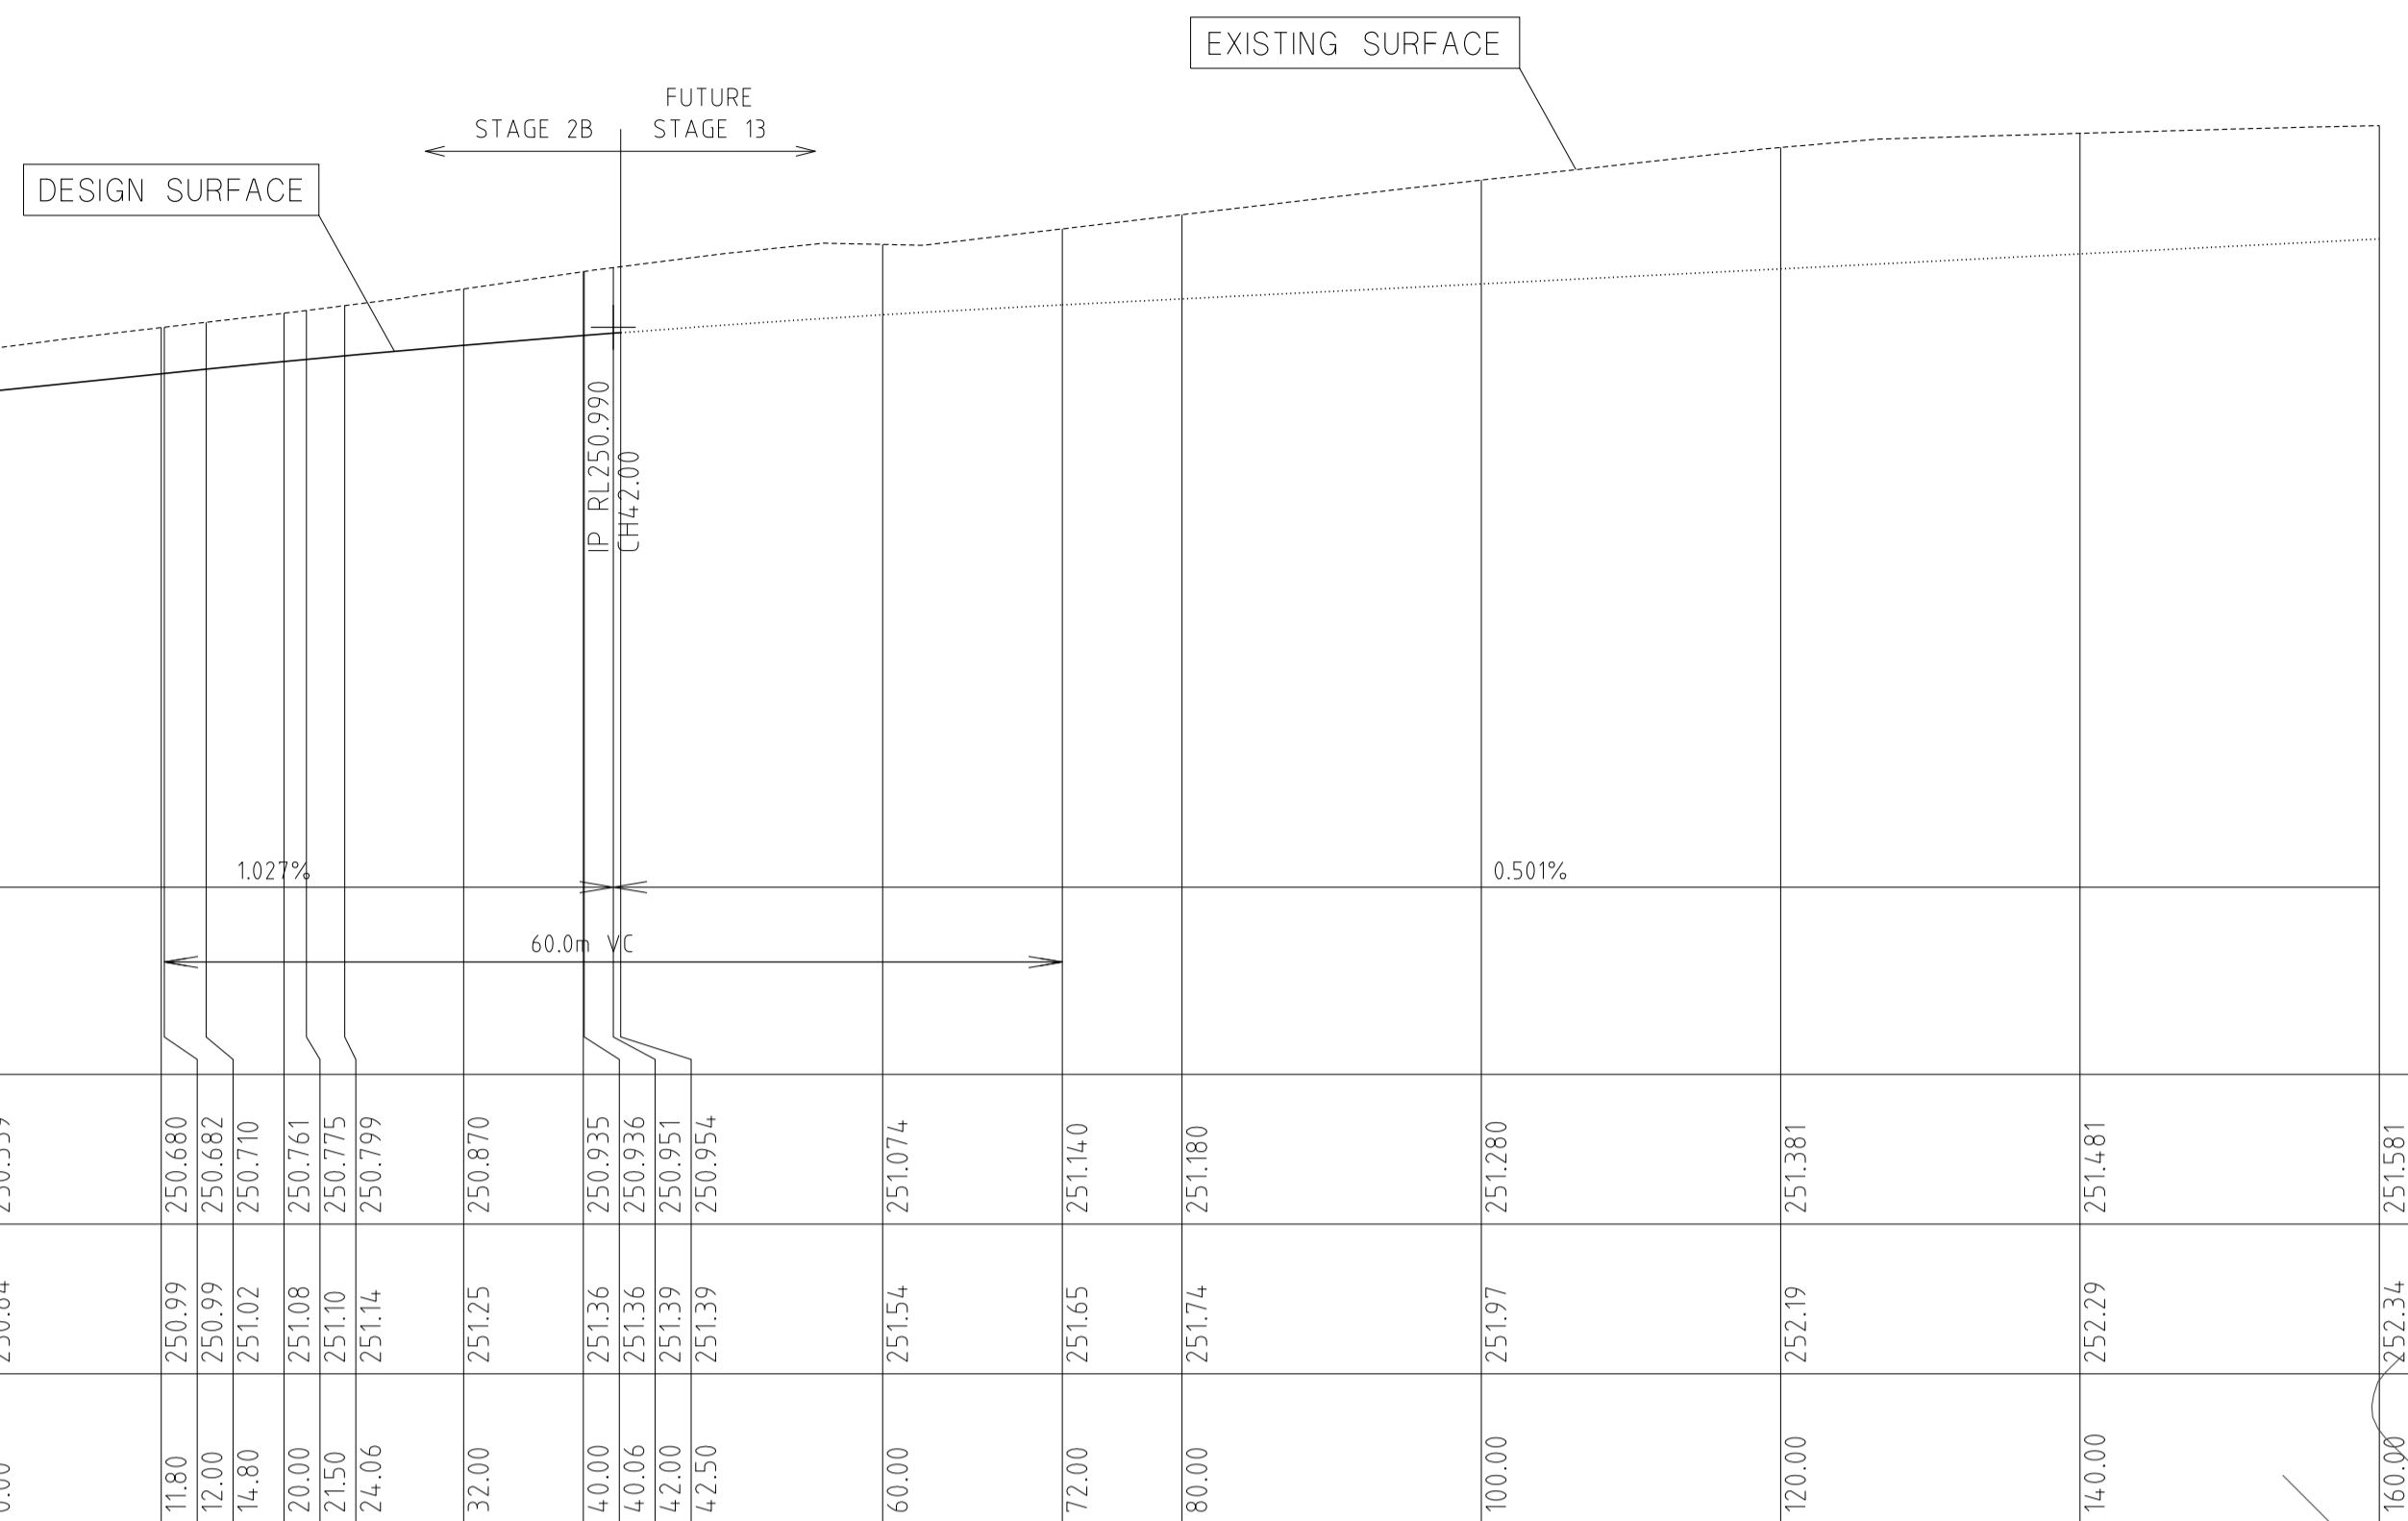 EXISTING SURFACE
FUTURE
STAGE 2B STAGE 13
DESIGN SURFACE
IP RL250.990
CH42.00
1.027% 0.501%
60.0m VC
250.680 250.682 250.710 250.761 250.775 250.799 250.870 250.935 250.936 250.951 250.954 251.074 251.140 251.180 251.280 251.381 251.481 251.581
250.84 250.99 250.99 251.02 251.08 251.10 251.14 251.25 251.36 251.36 251.39 251.39 251.54 251.65 251.74 251.97 252.19 252.29 252.34
0.00 11.80 12.00 14.80 20.00 21.50 24.06 32.00 40.00 40.06 42.00 42.50 60.00 72.00 80.00 100.00 120.00 140.00 160.00